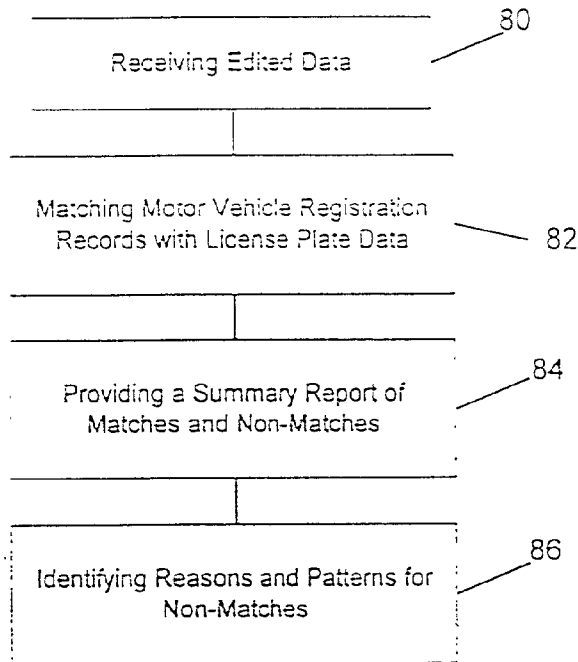 80
Receiving Edited Data
Matching Motor Vehicle Registration
Records with License Plate Data
82
84
Providing a Summary Report of
Matches and Non-Matches
86
Identifying Reasons and Patterns for
Non-Matches